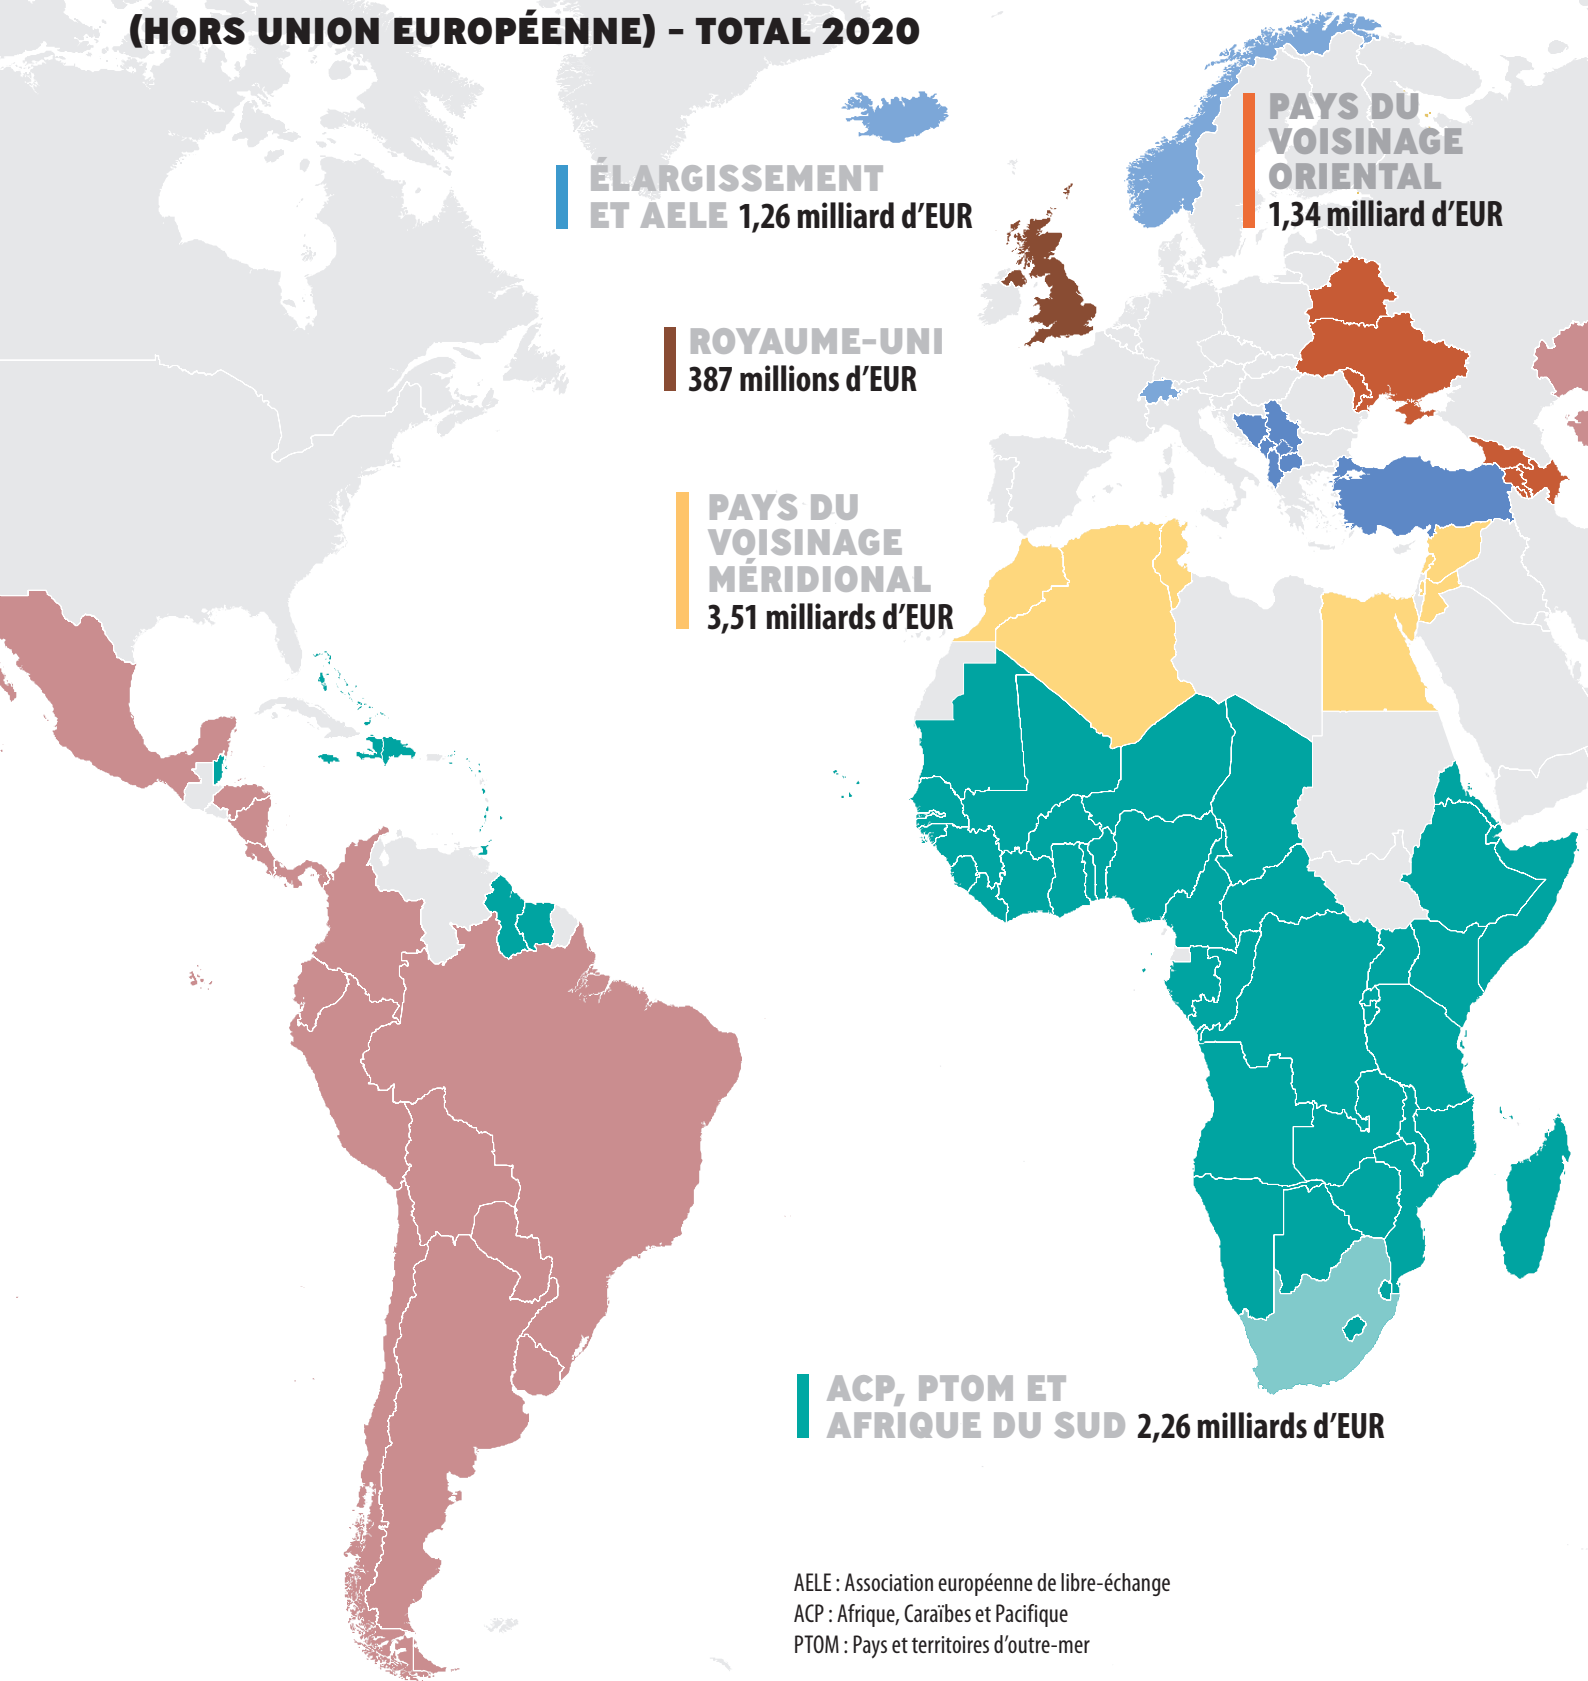 (HORS UNION EUROPÉENNE) – TOTAL 2020
PAYS DU
VOISINAGE
ORIENTAL
1,34 milliard d’EUR
ÉLARGISSEMENT
ET AELE 1,26 milliard d’EUR
ROYAUME-UNI
387 millions d’EUR
PAYS DU
VOISINAGE
MÉRIDIONAL
3,51 milliards d’EUR
ACP, PTOM ET
AFRIQUE DU SUD 2,26 milliards d’EUR
AELE : Association européenne de libre-échange
ACP : Afrique, Caraïbes et Pacifique
PTOM : Pays et territoires d’outre-mer